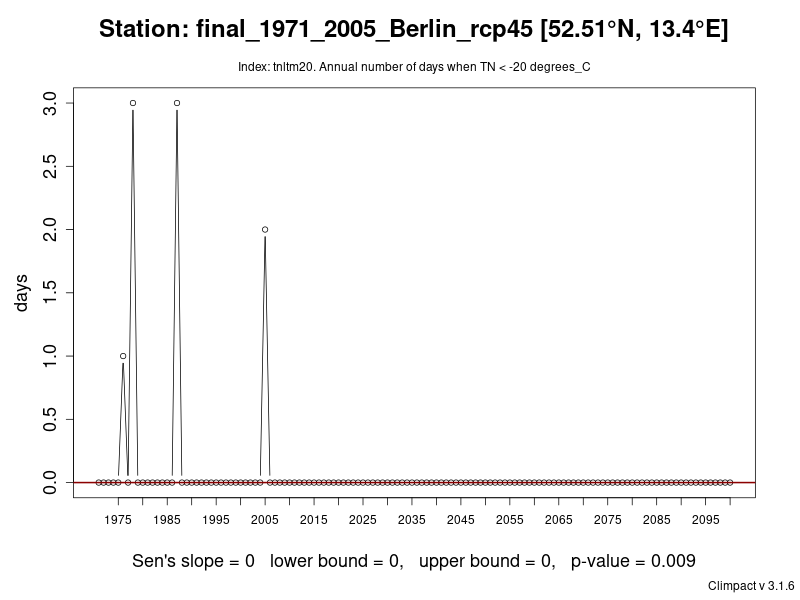 Station: final_1971_2005_Berlin_rcp45 [52.51°N, 13.4°E]
Index: tnltm20. Annual number of days when TN < -20 degrees_C
days
3.0
2.5
2.0
1.5
1.0
0.5
0.0
1975 1985 1995 2005 2015 2025 2035 2045 2055 2065 2075 2085 2095
Sen's slope = 0 lower bound = 0, upper bound = 0, p-value = 0.009
Climpact v 3.1.6